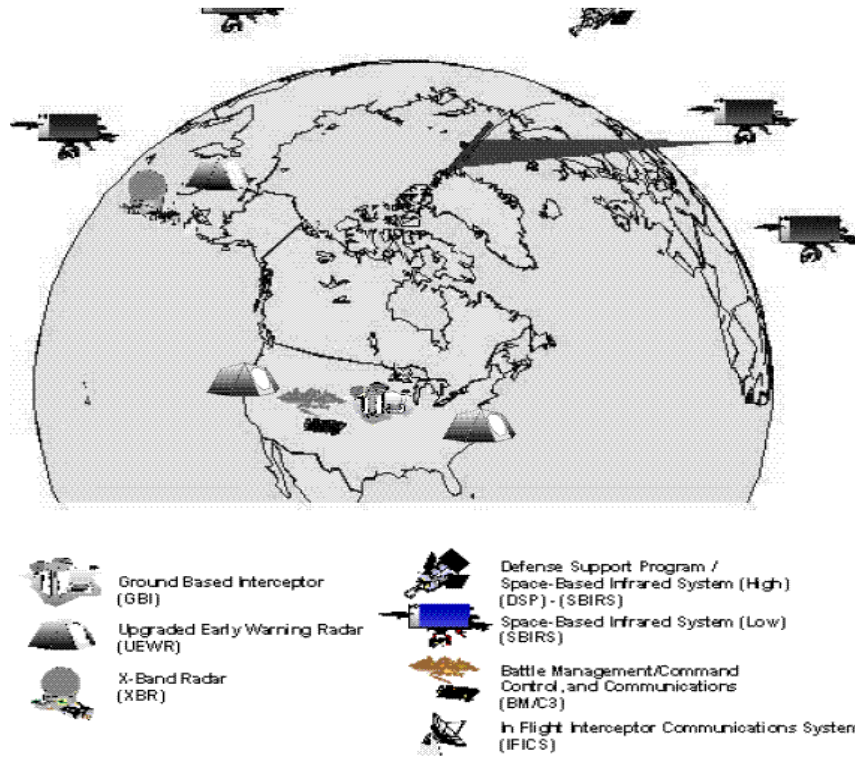 Ground Based Interceptor
(GBI)
Upgraded Early Warning Radar
(UEWR)
X-Band Radar
(XBR)
Defense Support Program /
Space-Based Infrared System (High)
(DSP) - (SBIRS)
Space-Based Infrared System (Low)
(SBIRS)
Battle Management/Command
Control, and Communications
(BM/C3)
In Flight Interceptor Communications System
(IFICS)